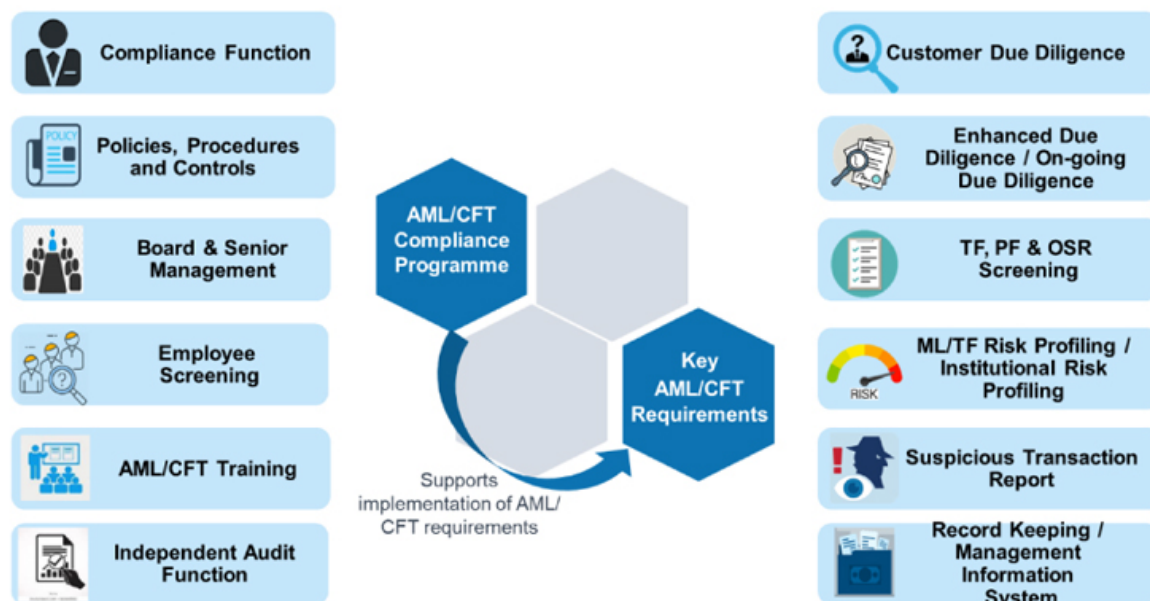 Compliance Function
POLICY
Policies, Procedures
and Controls
Board & Senior
Management
Employee
Screening
AML/CFT Training
Independent Audit
Function
AML/CFT
Compliance
Programme
Key
AML/CFT
Requirements
Supports
implementation of AML/
CFT requirements
?
Customer Due Diligence
Enhanced Due
Diligence / On-going
Due Diligence
TF, PF & OSR
Screening
RISK
ML/TF Risk Profiling /
Institutional Risk
Profiling
Suspicious Transaction
Report
Record Keeping /
Management
Information
System